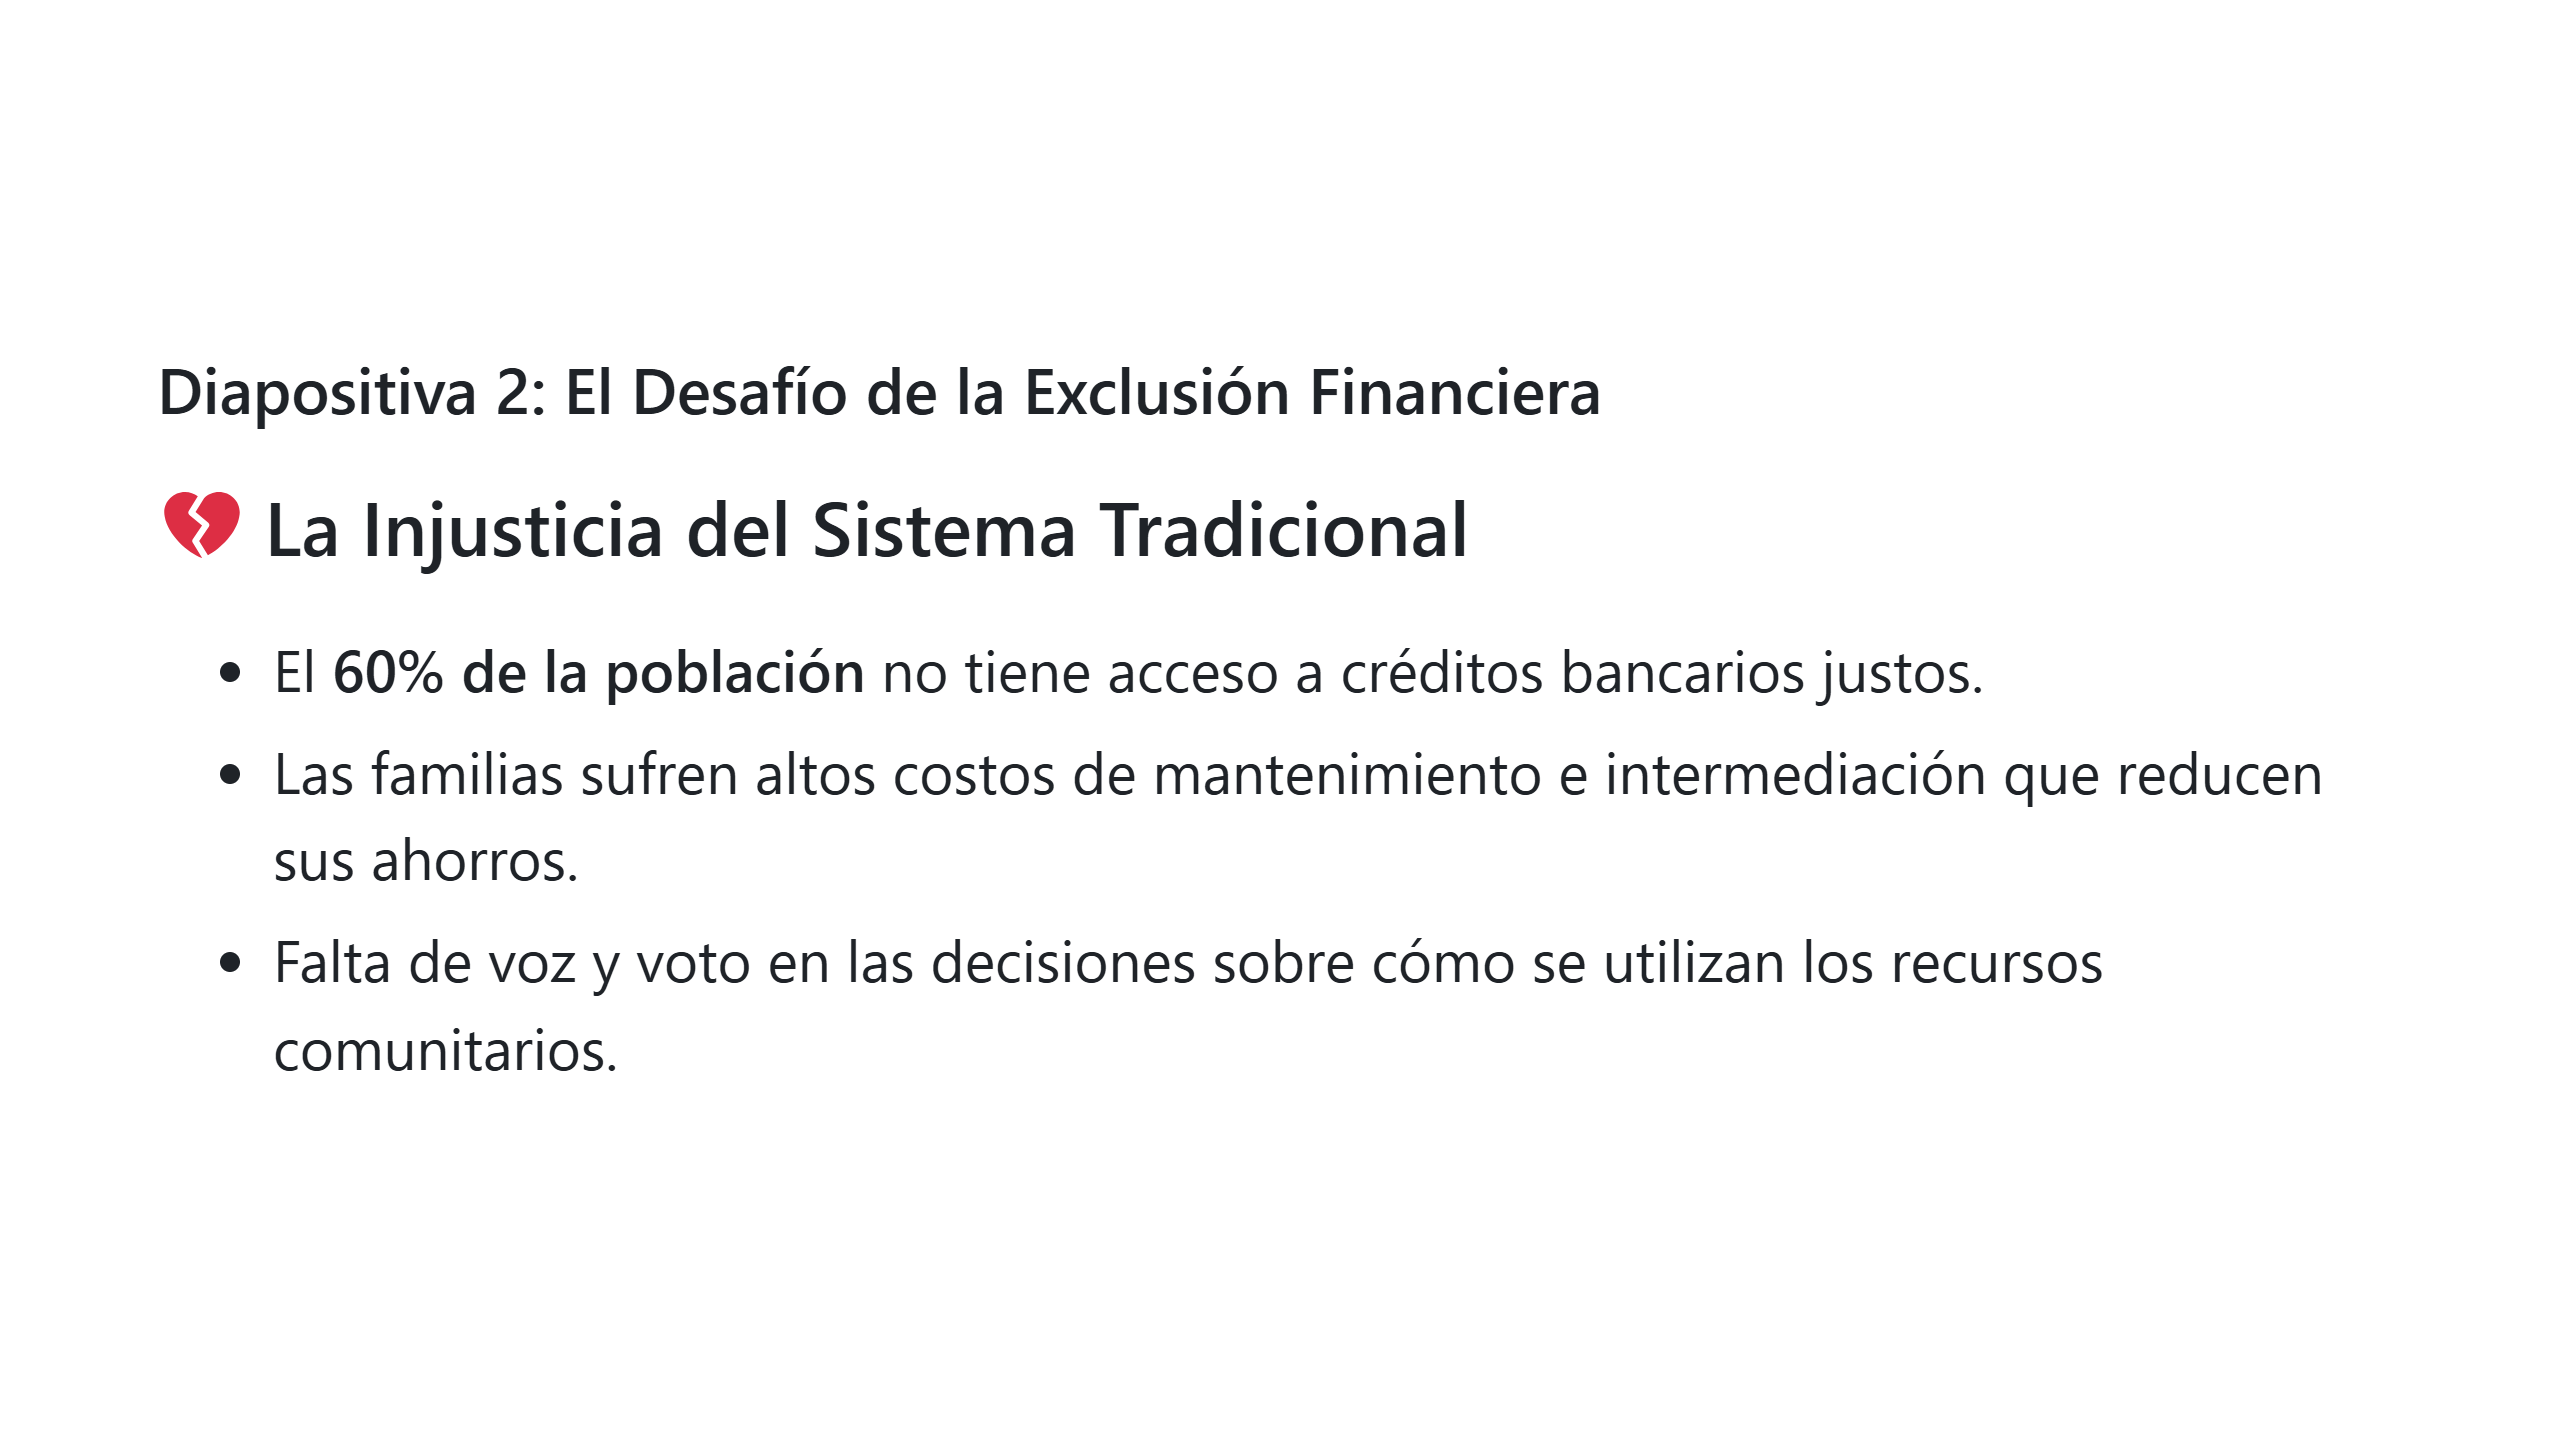 Diapositiva 2: El Desafío de la Exclusión Financiera
💔 La Injusticia del Sistema Tradicional
• El 60% de la población no tiene acceso a créditos bancarios justos.
• Las familias sufren altos costos de mantenimiento e intermediación que reducen
sus ahorros.
• Falta de voz y voto en las decisiones sobre cómo se utilizan los recursos
comunitarios.